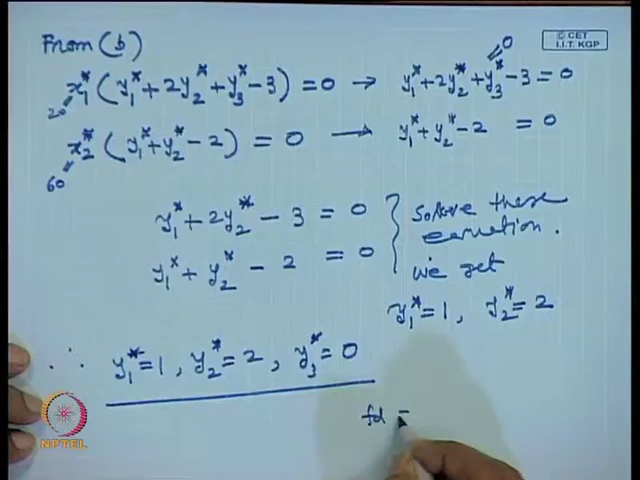 From (b)
© CET
I.I.T. KGP
x₁* (y₁* + 2y₂* + y₃* - 3) = 0 → y₁* + 2y₂* + y₃* - 3 = 0
20
0
x₂* (y₁* + y₂* - 2) = 0 → y₁* + y₂* - 2 = 0
60
y₁* + 2y₂* - 3 = 0
y₁* + y₂* - 2 = 0
solve these
equation.
we get
y₁* = 1, y₂* = 2
∴ y₁* = 1, y₂* = 2, y₃* = 0
fd =
NPTEL